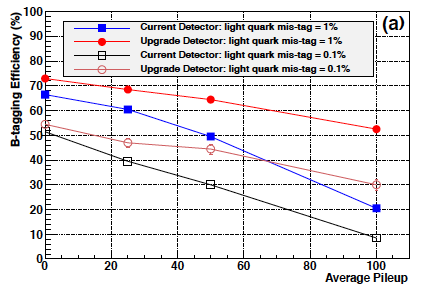 (a)
Current Detector: light quark mis-tag = 1%
Upgrade Detector: light quark mis-tag = 1%
Current Detector: light quark mis-tag = 0.1%
Upgrade Detector: light quark mis-tag = 0.1%
B-tagging Efficiency (%)
100
90
80
70
60
50
40
30
20
10
0
0 20 40 60 80 100
Average Pileup